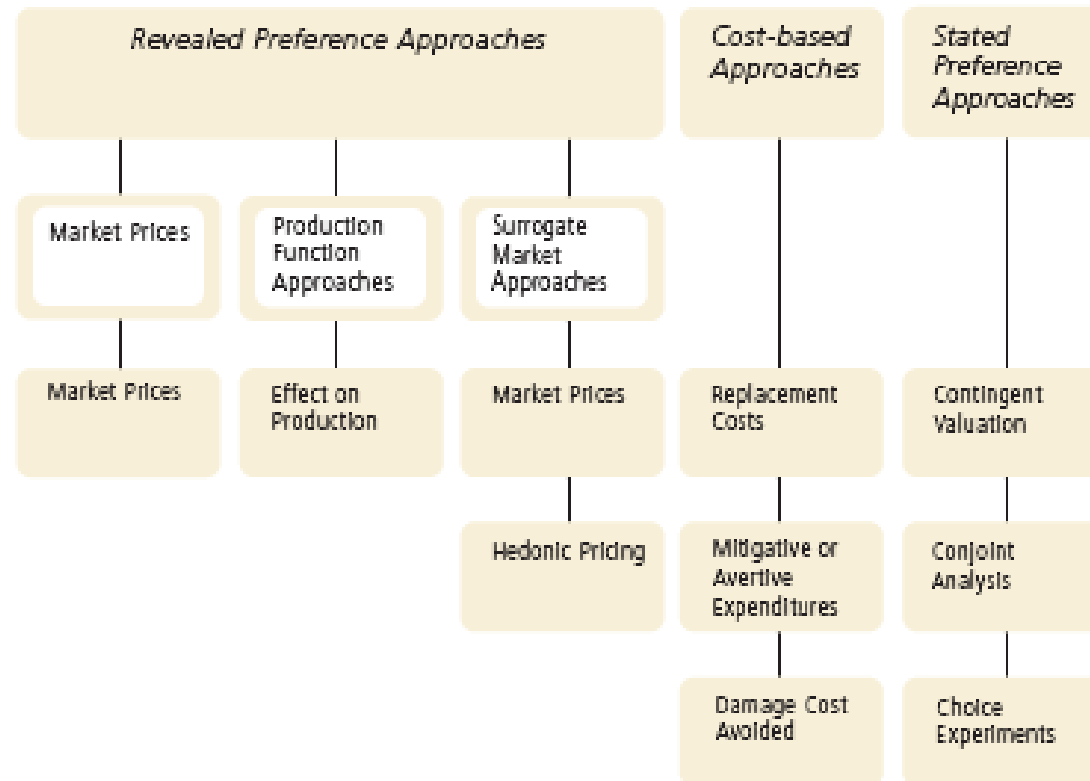 Revealed Preference Approaches
Cost-based
Approaches
Stated
Preference
Approaches
Market Prices
Production
Function
Approaches
Surrogate
Market
Approaches
Market Prices
Effect on
Production
Market Prices
Replacement
Costs
Contingent
Valuation
Hedonic Pricing
Mitigative or
Avertive
Expenditures
Conjoint
Analysis
Damage Cost
Avoided
Choice
Experiments